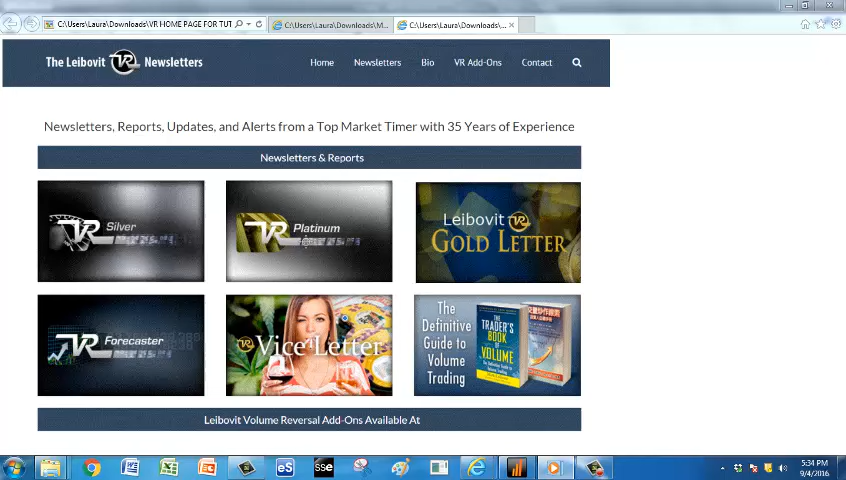 C:\Users\Laura\Downloads\VR HOME PAGE FOR TUT
C:\Users\Laura\Downloads\M...
C:\Users\Laura\Downloads\...
The Leibovit VR Newsletters
Home Newsletters Bio VR Add-Ons Contact
Newsletters, Reports, Updates, and Alerts from a Top Market Timer with 35 Years of Experience
Newsletters & Reports
VR Silver
VR Platinum
Leibovit VR
GOLD LETTER
VR Forecaster
VR Vice Letter
The
Definitive
Guide to
Volume
Trading
THE
TRADER'S
BOOK OF
VOLUME
Leibovit Volume Reversal Add-Ons Available At
eS
sse
5:34 PM
9/4/2016